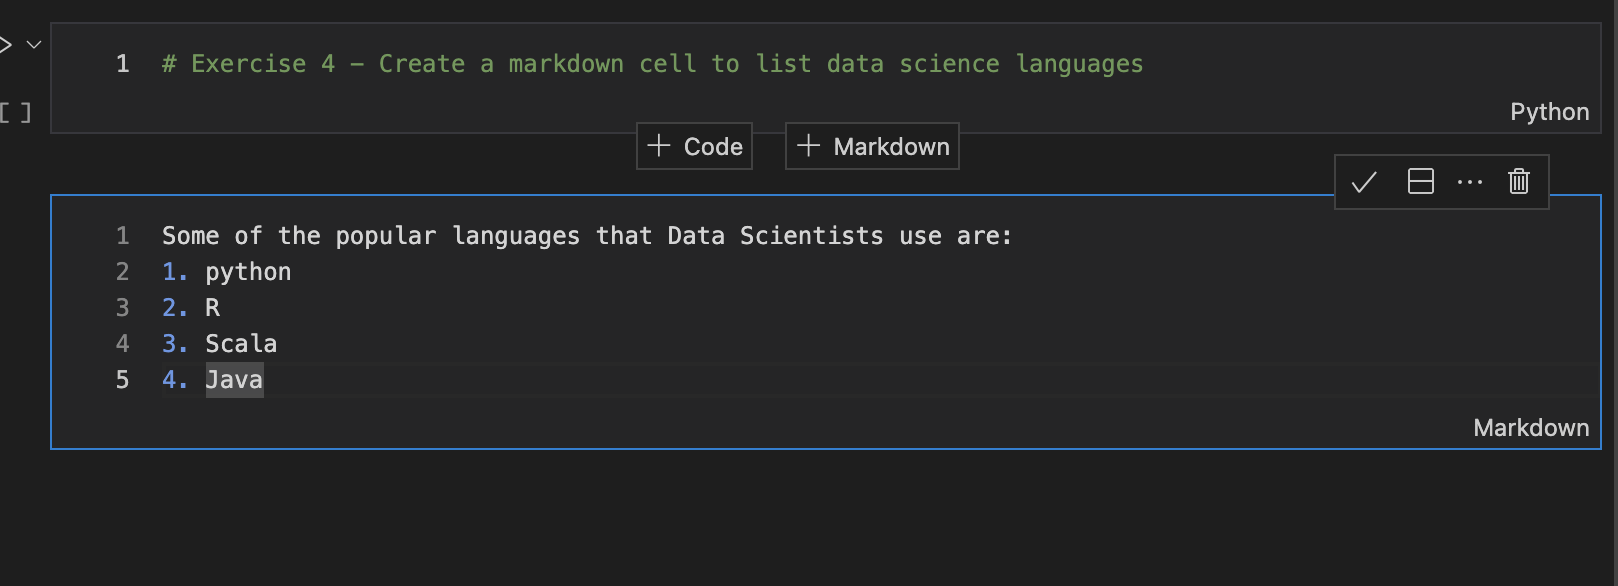 1 # Exercise 4 – Create a markdown cell to list data science languages
[ ]
Python
+ Code + Markdown
1 Some of the popular languages that Data Scientists use are:
2 1. python
3 2. R
4 3. Scala
5 4. Java
Markdown